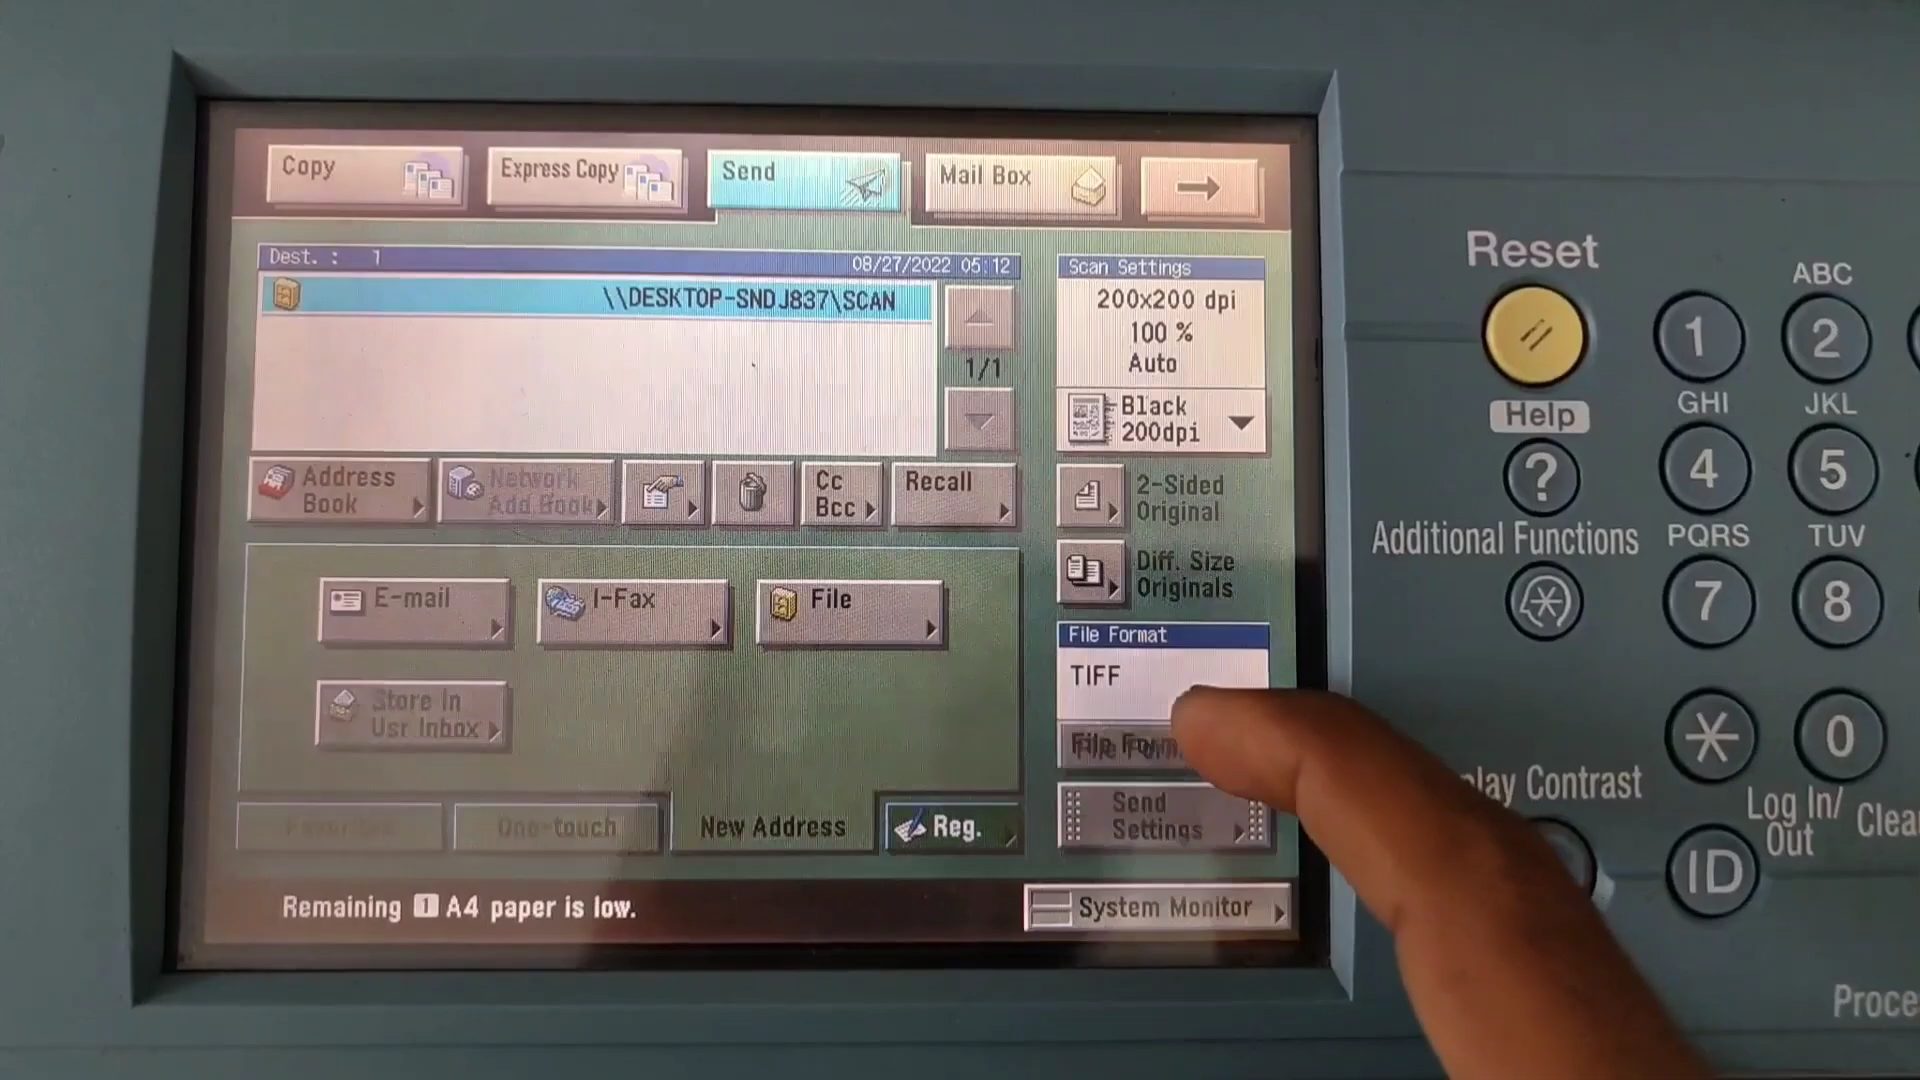 Copy
Express Copy
Send
Mail Box
Dest. : 1
08/27/2022 05:12
\\DESKTOP-SNDJ837\SCAN
1/1
Address
Book
Network
Add.Book
Cc
Bcc
Recall
E-mail
I-Fax
File
Store In
Usr Inbox
Favorites
One-touch
New Address
Reg.
Remaining 1 A4 paper is low.
Scan Settings
200x200 dpi
100 %
Auto
Black
200dpi
2-Sided
Original
Diff. Size
Originals
File Format
TIFF
File
Send
Settings
System Monitor
Reset
Help
?
Additional Functions
ABC
1
2
GHI
JKL
4
5
PQRS
TUV
7
8
0
Contrast
Log In/
Out
ID